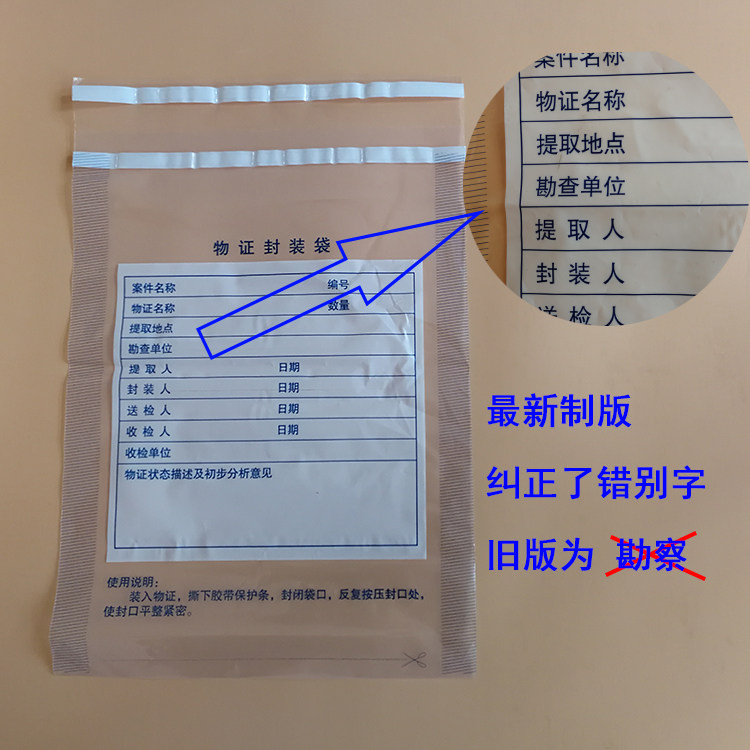 物证封装袋
案件名称 编号
物证名称 数量
提取地点
勘查单位
提取人 日期
封装人 日期
送检人 日期
收检人 日期
收检单位
物证状态描述及初步分析意见
使用说明：
装入物证，撕下胶带保护条，封闭袋口，反复按压封口处，
使封口平整紧密。
案件名称
物证名称
提取地点
勘查单位
提取人
封装人
送检人
最新制版
纠正了错别字
旧版为 勘察